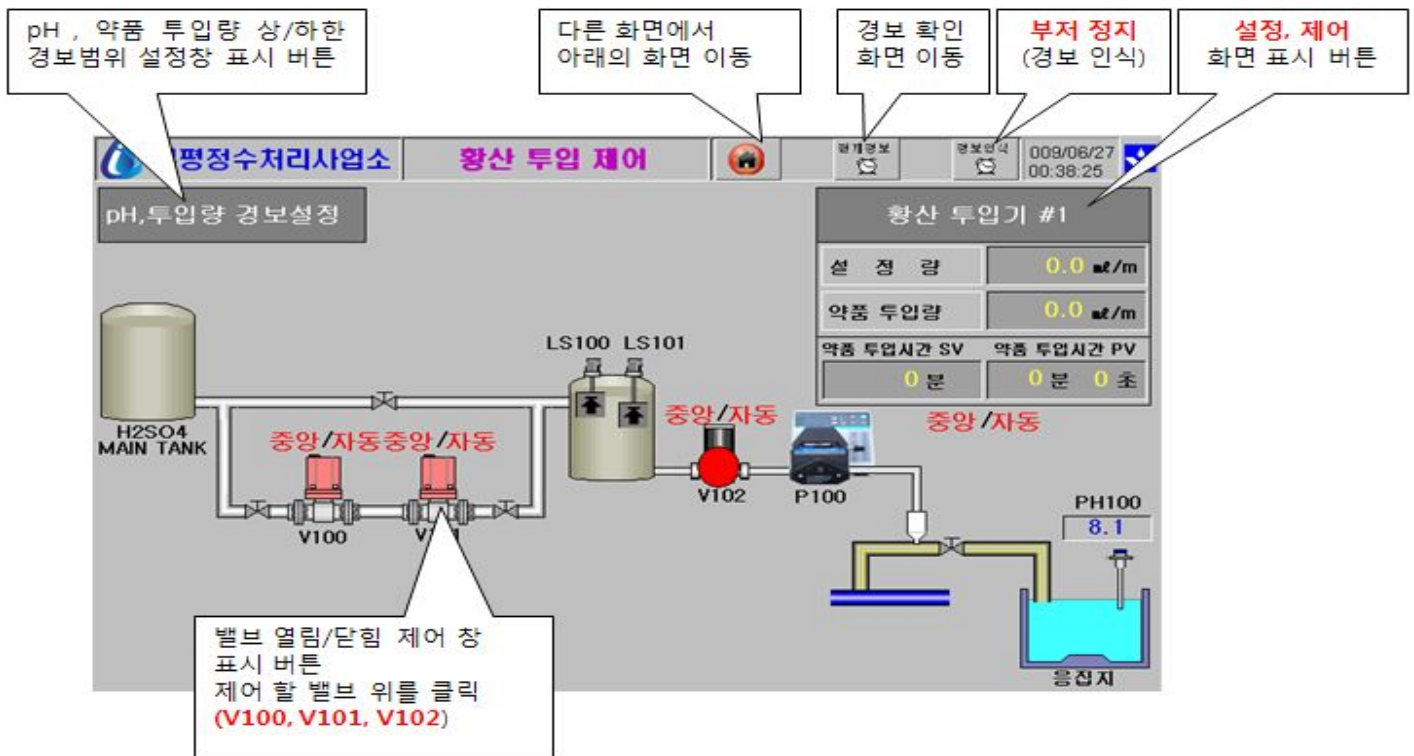 pH , 약품 투입량 상/하한
경보범위 설정창 표시 버튼
다른 화면에서
아래의 화면 이동
경보 확인
화면 이동
부저 정지
(경보 인식)
설정, 제어
화면 표시 버튼
평정수처리사업소
황산 투입 제어
경보인식
009/06/27
00:38:25
pH,투입량 경보설정
황산 투입기 #1
설 정 량
0.0 ㎖/m
약품 투입량
0.0 ㎖/m
약품 투입시간 SV
약품 투입시간 PV
0 분
0 분 0 초
LS100 LS101
H2SO4
MAIN TANK
중앙/자동중앙/자동
중앙/자동
중앙/자동
V100
V102
P100
PH100
8.1
응집지
밸브 열림/닫힘 제어 창
표시 버튼
제어 할 밸브 위를 클릭
(V100, V101, V102)